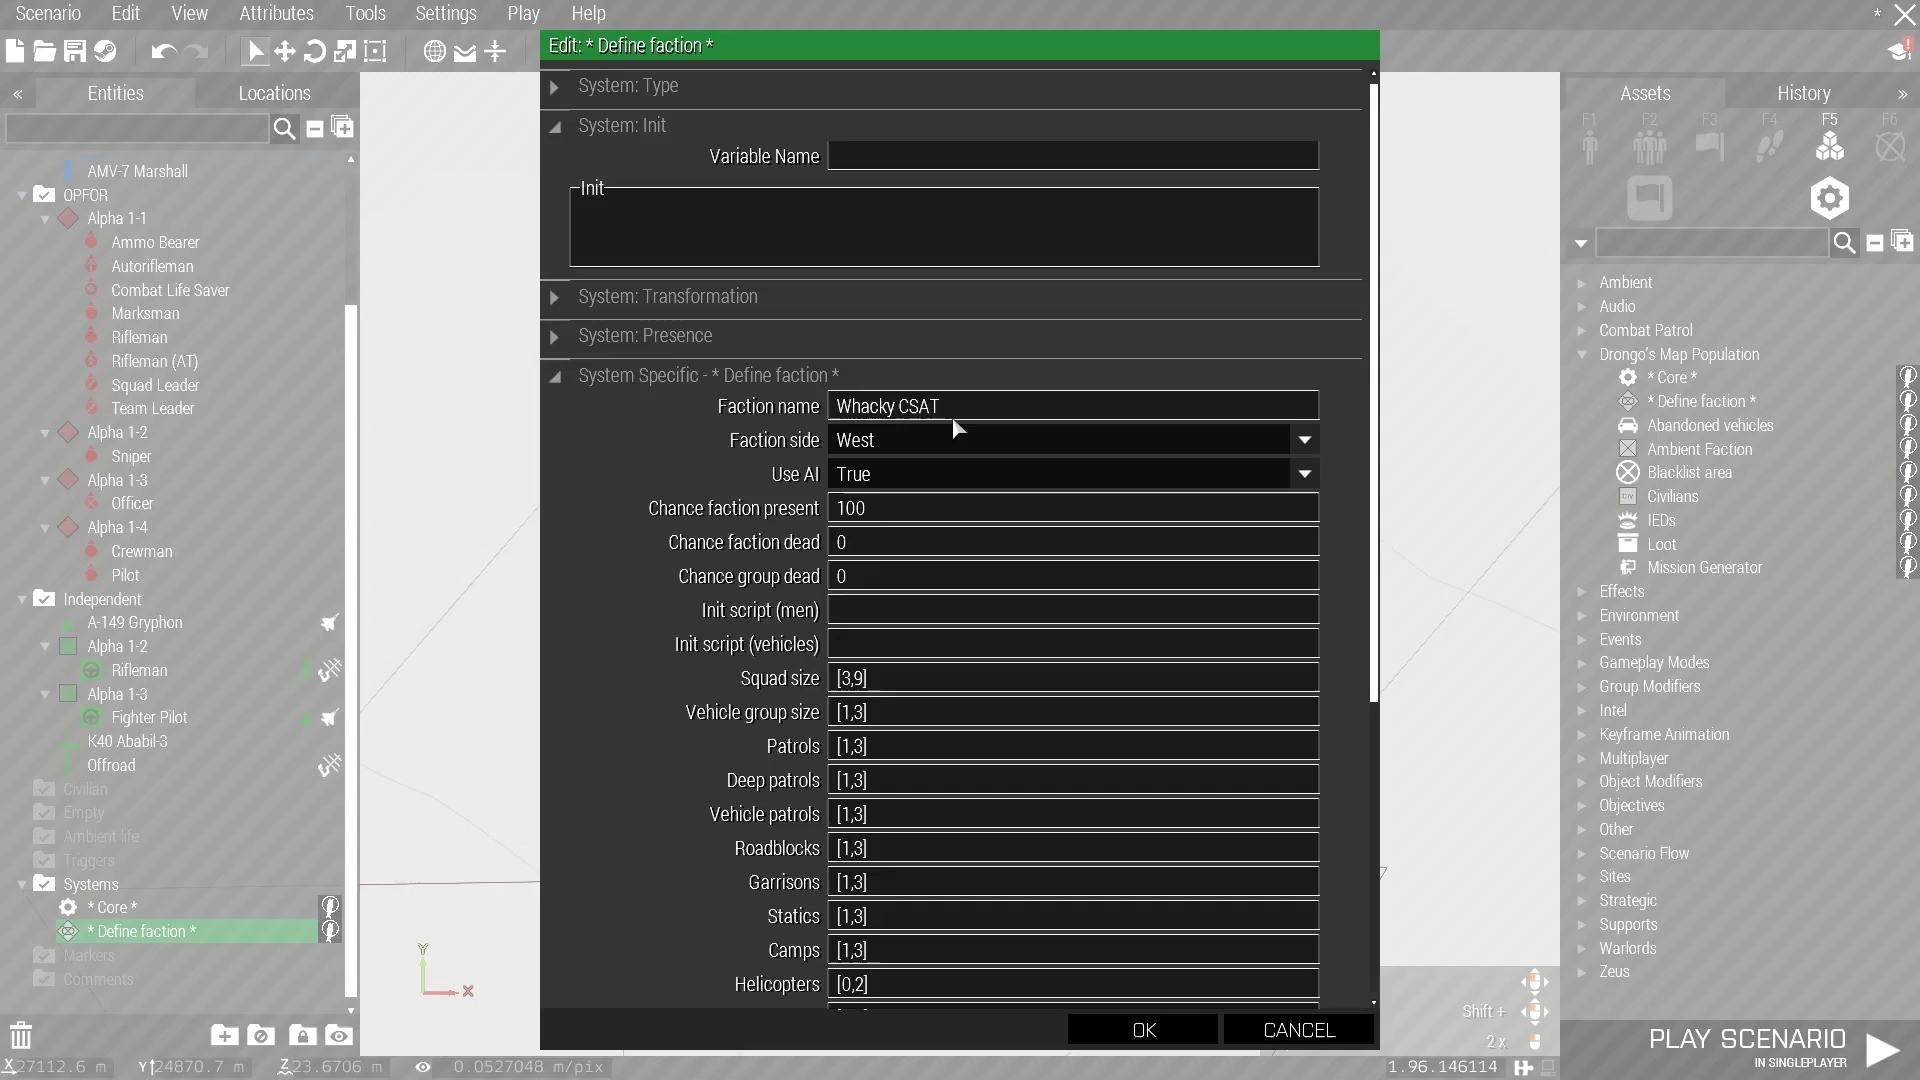 Scenario Edit View Attributes Tools Settings Play Help
*
Edit: * Define faction *
« Entities Locations
AMV-7 Marshall
OPFOR
Alpha 1-1
Ammo Bearer
Autorifleman
Combat Life Saver
Marksman
Rifleman
Rifleman (AT)
Squad Leader
Team Leader
Alpha 1-2
Sniper
Alpha 1-3
Officer
Alpha 1-4
Crewman
Pilot
Independent
A-149 Gryphon
Alpha 1-2
Rifleman
Alpha 1-3
Fighter Pilot
K40 Ababil-3
Offroad
Civilian
Empty
Ambient life
Triggers
Systems
* Core *
* Define faction *
Markers
Comments
System: Type
System: Init
Variable Name
Init
System: Transformation
System: Presence
System Specific - * Define faction *
Faction name Whacky CSAT
Faction side West
Use AI True
Chance faction present 100
Chance faction dead 0
Chance group dead 0
Init script (men)
Init script (vehicles)
Squad size [3,9]
Vehicle group size [1,3]
Patrols [1,3]
Deep patrols [1,3]
Vehicle patrols [1,3]
Roadblocks [1,3]
Garrisons [1,3]
Statics [1,3]
Camps [1,3]
Helicopters [0,2]
OK CANCEL
Y
X
Assets History »
F1 F2 F3 F4 F5 F6
Ambient
Audio
Combat Patrol
Drongo's Map Population
* Core *
* Define faction *
Abandoned vehicles
Ambient Faction
Blacklist area
Civilians
IEDs
Loot
Mission Generator
Effects
Environment
Events
Gameplay Modes
Group Modifiers
Intel
Keyframe Animation
Multiplayer
Object Modifiers
Objectives
Other
Scenario Flow
Sites
Strategic
Supports
Warlords
Zeus
Shift +
2 x
PLAY SCENARIO
IN SINGLEPLAYER
X 27112.6 m Y 24870.7 m Z 23.6706 m 0.0527048 m/pix 1.96.146114